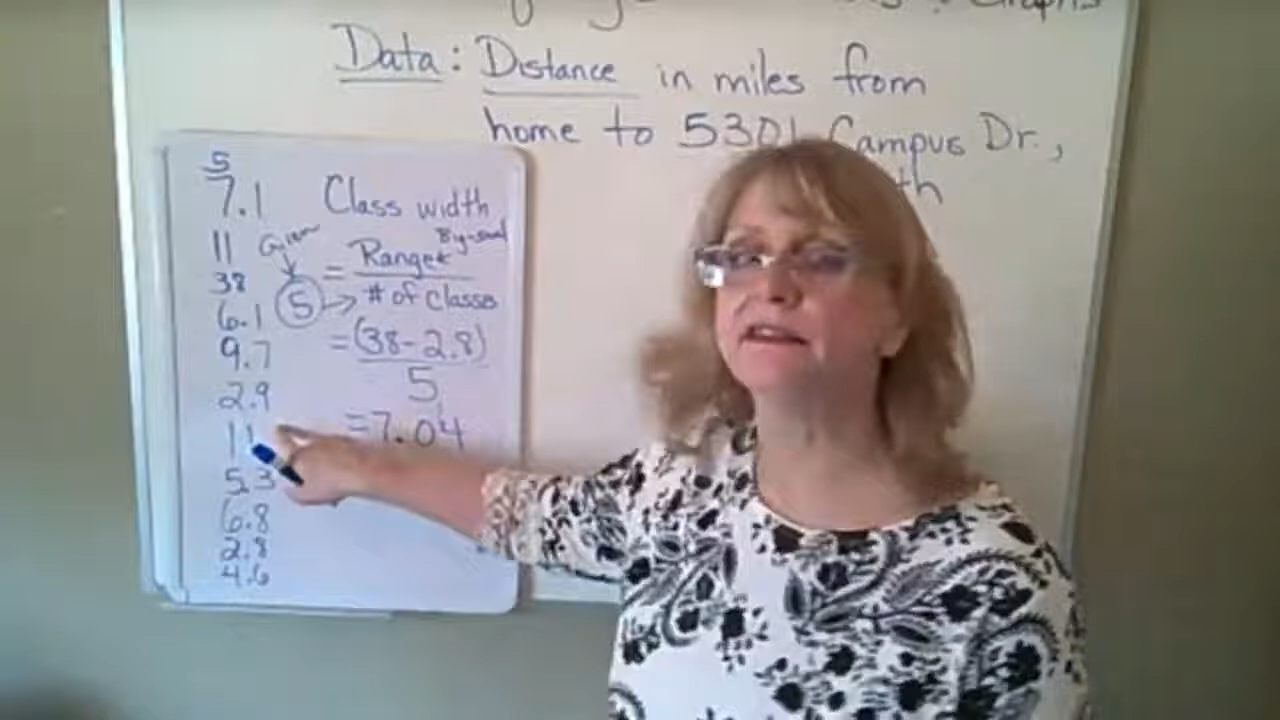 Graphs
Data: Distance in miles from
home to 5301 Campus Dr.,
5
7.1
11
38
6.1
9.7
2.9
11
5.3
6.8
2.8
4.6
Class width
= Range
Given
5 → # of classes
= (38-2.8)
5
= 7.04